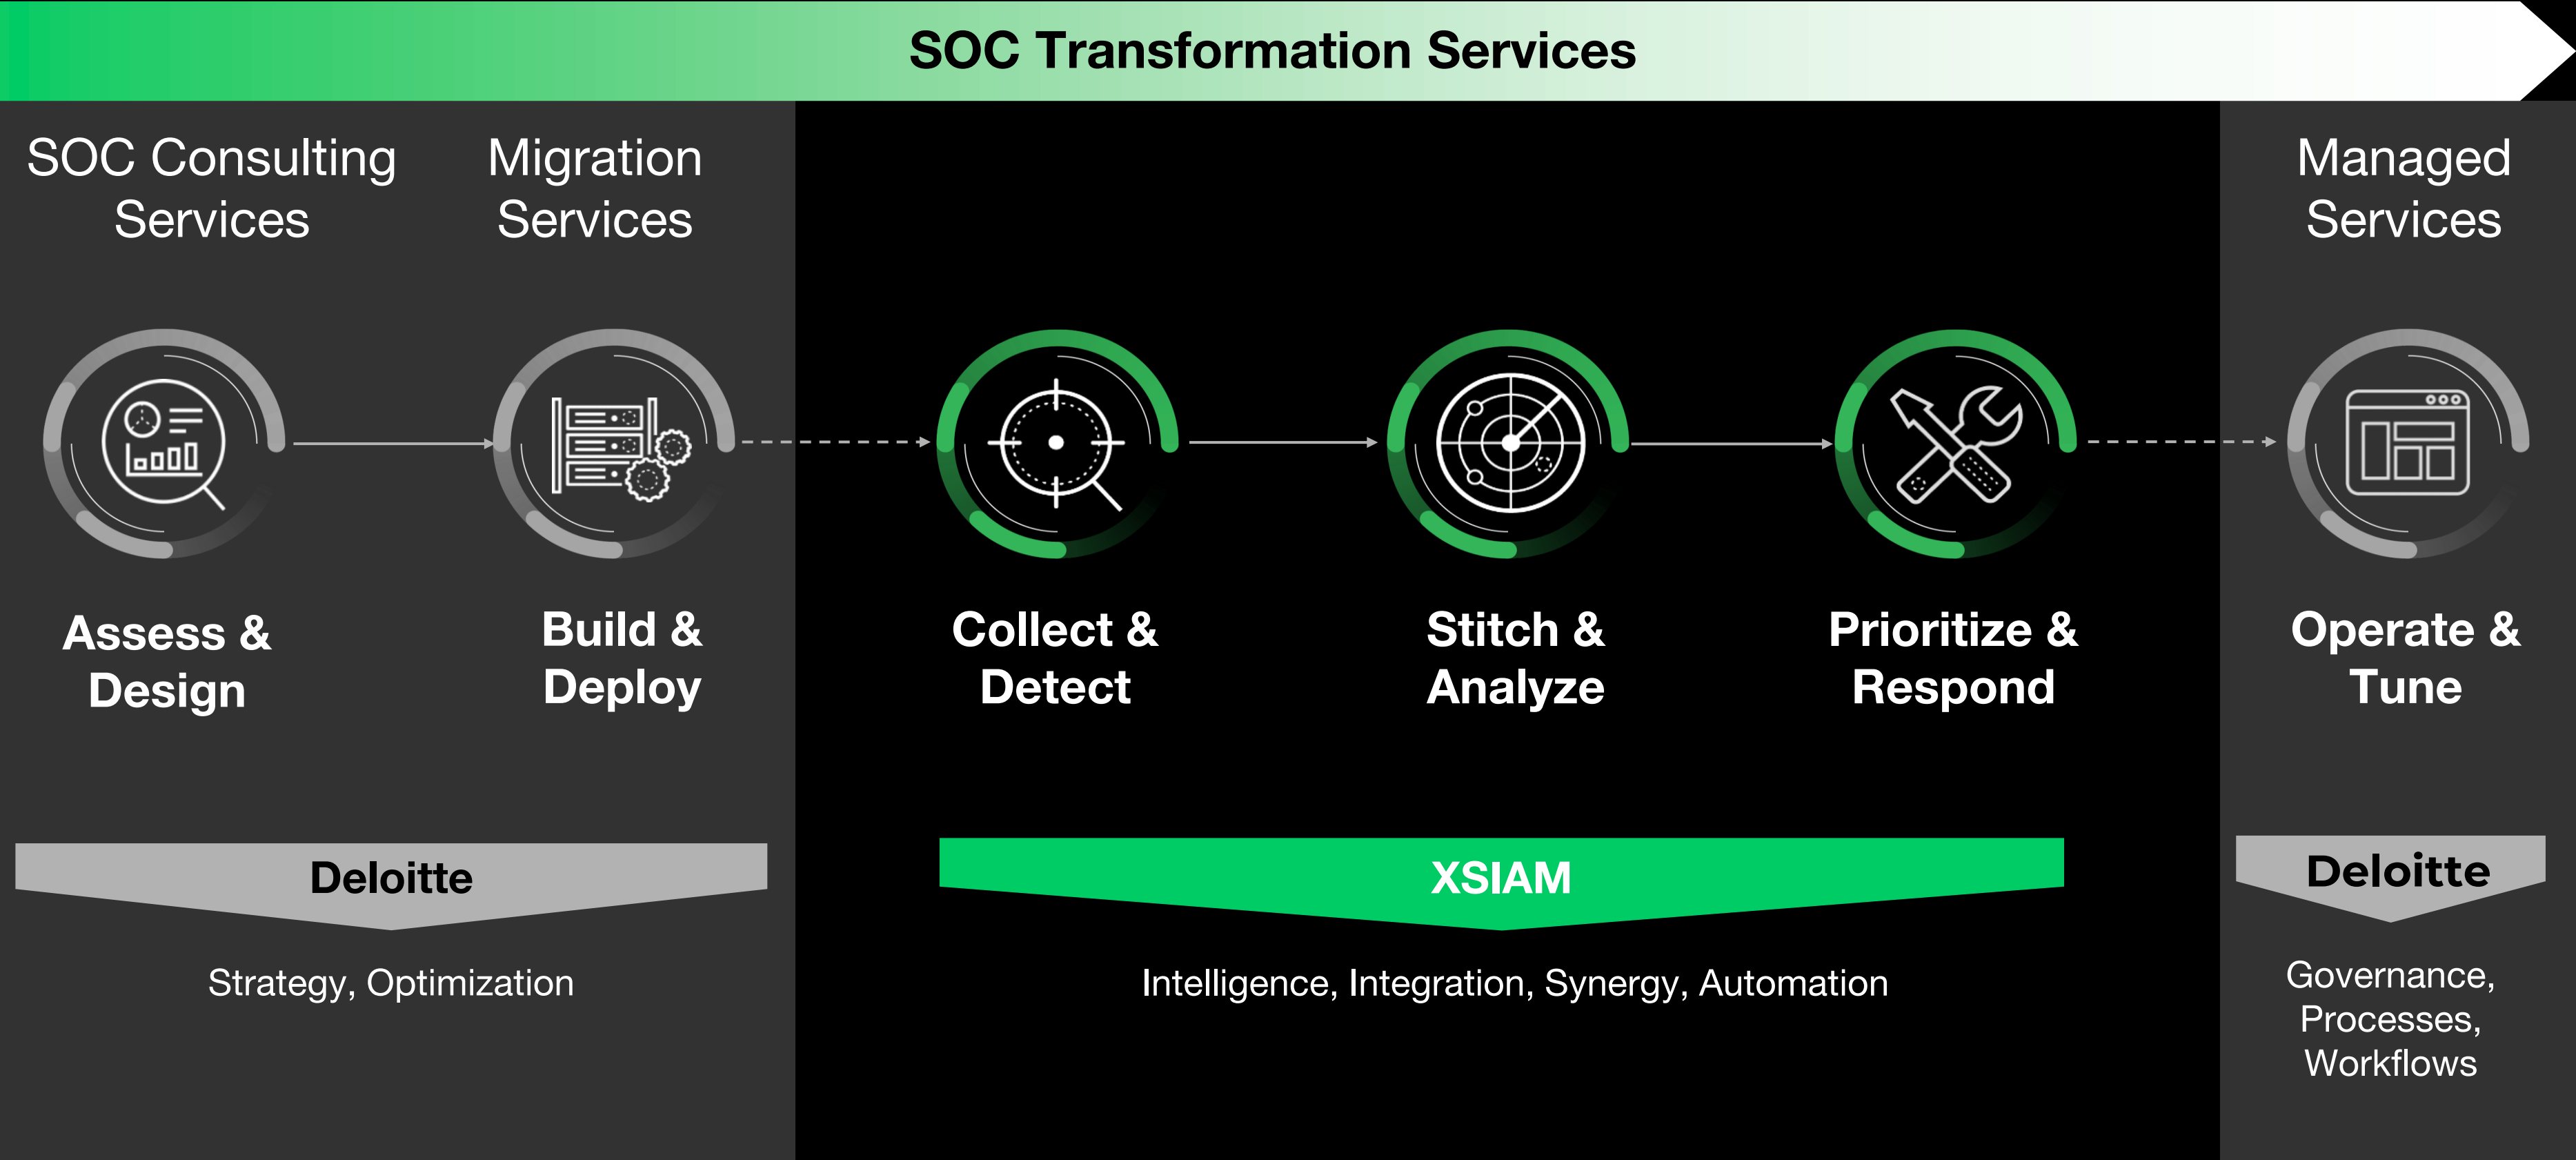 SOC Transformation Services
SOC Consulting
Services
Migration
Services
Managed
Services
Assess &
Design
Build &
Deploy
Collect &
Detect
Stitch &
Analyze
Prioritize &
Respond
Operate &
Tune
Deloitte
XSIAM
Deloitte
Strategy, Optimization
Intelligence, Integration, Synergy, Automation
Governance,
Processes,
Workflows